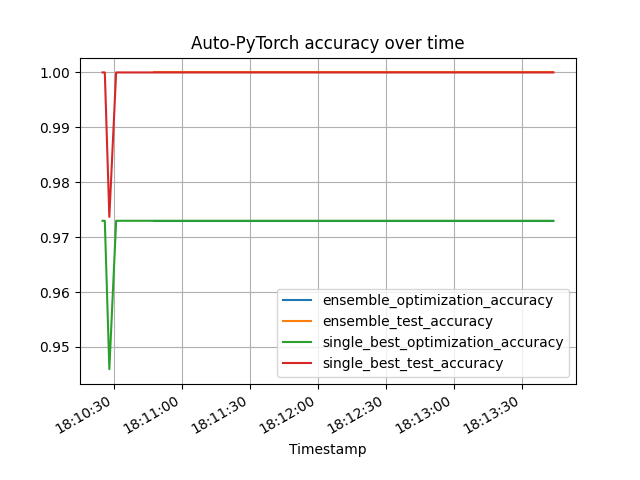 Auto-PyTorch accuracy over time
1.00
0.99
0.98
0.97
0.96
0.95
ensemble_optimization_accuracy
ensemble_test_accuracy
single_best_optimization_accuracy
single_best_test_accuracy
18:10:30
18:11:00
18:11:30
18:12:00
18:12:30
18:13:00
18:13:30
Timestamp